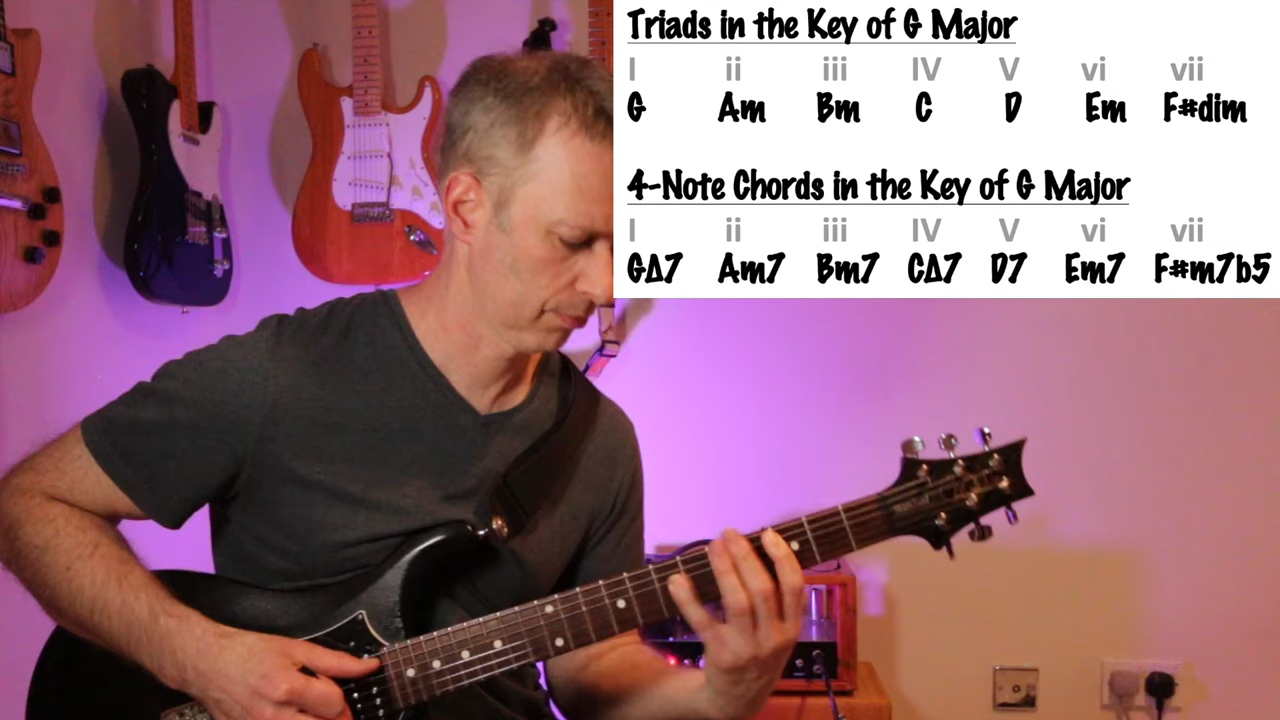 Triads in the Key of G Major
I ii iii IV V vi vii
G Am Bm C D Em F#dim
4-Note Chords in the Key of G Major
I ii iii IV V vi vii
GΔ7 Am7 Bm7 CΔ7 D7 Em7 F#m7b5